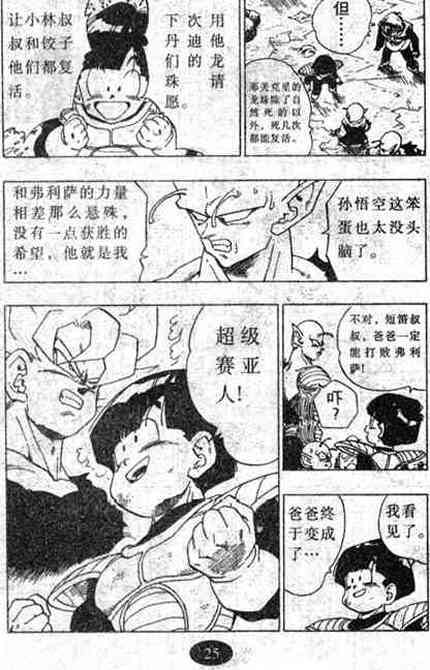 但
……
那美克星的
龙珠除了自
然死的以
外，死几次
都能复活。
下次用
丹迪他
们的龙
珠请
愿。
让小林叔
叔和饺子
他们都复
活。
孙悟空这笨
蛋也太没头
脑了。
和弗利萨的力量
相差那么悬殊，
没有一点获胜的
希望，他就是我
…
不对，短笛叔
叔，爸爸一定
能打败弗利
萨!
吓?
我看
见了。
爸爸终
于变成
了…
超级
赛亚
人!
25